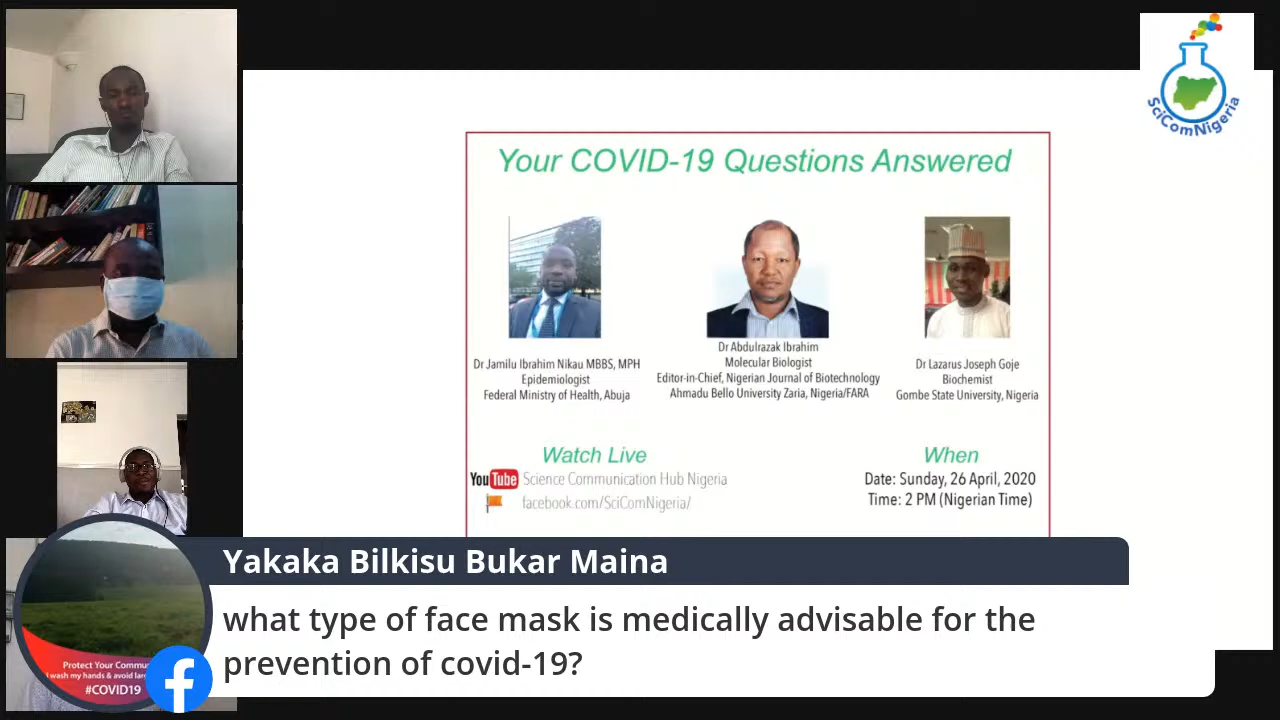 SciComNigeria
Your COVID-19 Questions Answered
Dr Jamilu Ibrahim Nikau MBBS, MPH
Epidemiologist
Federal Ministry of Health, Abuja
Dr Abdulrazak Ibrahim
Molecular Biologist
Editor-in-Chief, Nigerian Journal of Biotechnology
Ahmadu Bello University Zaria, Nigeria/FARA
Dr Lazarus Joseph Goje
Biochemist
Gombe State University, Nigeria
Watch Live
YouTube Science Communication Hub Nigeria
facebook.com/SciComNigeria/
When
Date: Sunday, 26 April, 2020
Time: 2 PM (Nigerian Time)
Yakaka Bilkisu Bukar Maina
what type of face mask is medically advisable for the
prevention of covid-19?
Protect Your
wash my hands & avoid
#COVID19